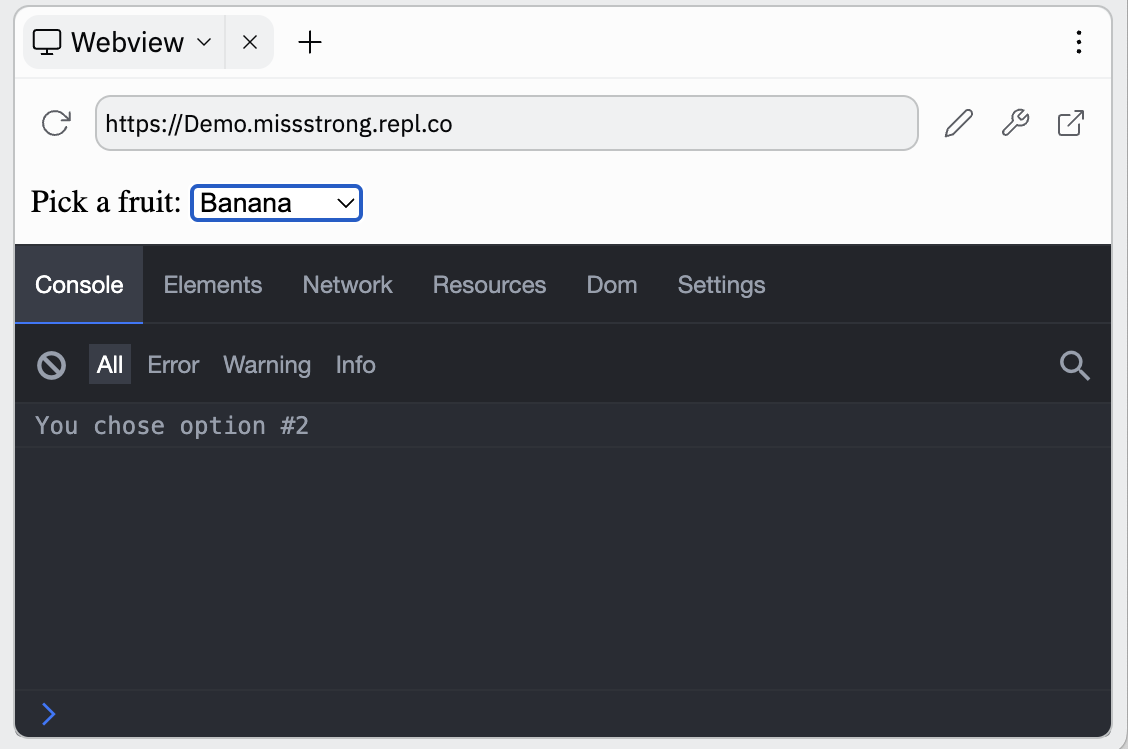 Webview
https://Demo.missstrong.repl.co
Pick a fruit: Banana
Console Elements Network Resources Dom Settings
All Error Warning Info
You chose option #2